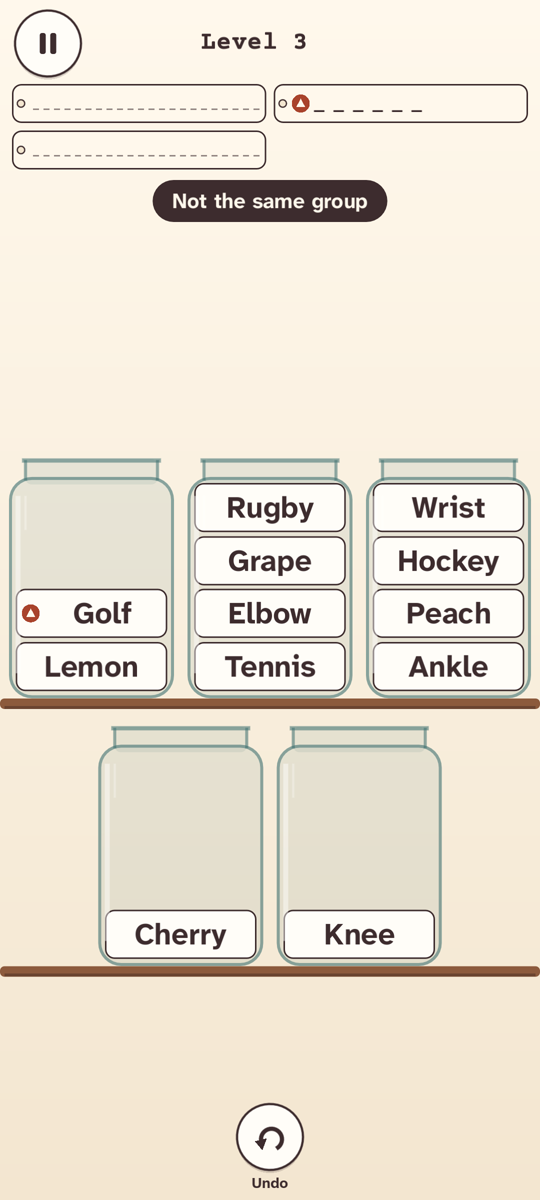 Level 3
_ _ _ _ _ _
Not the same group
Rugby
Wrist
Grape
Hockey
Golf
Elbow
Peach
Lemon
Tennis
Ankle
Cherry
Knee
Undo